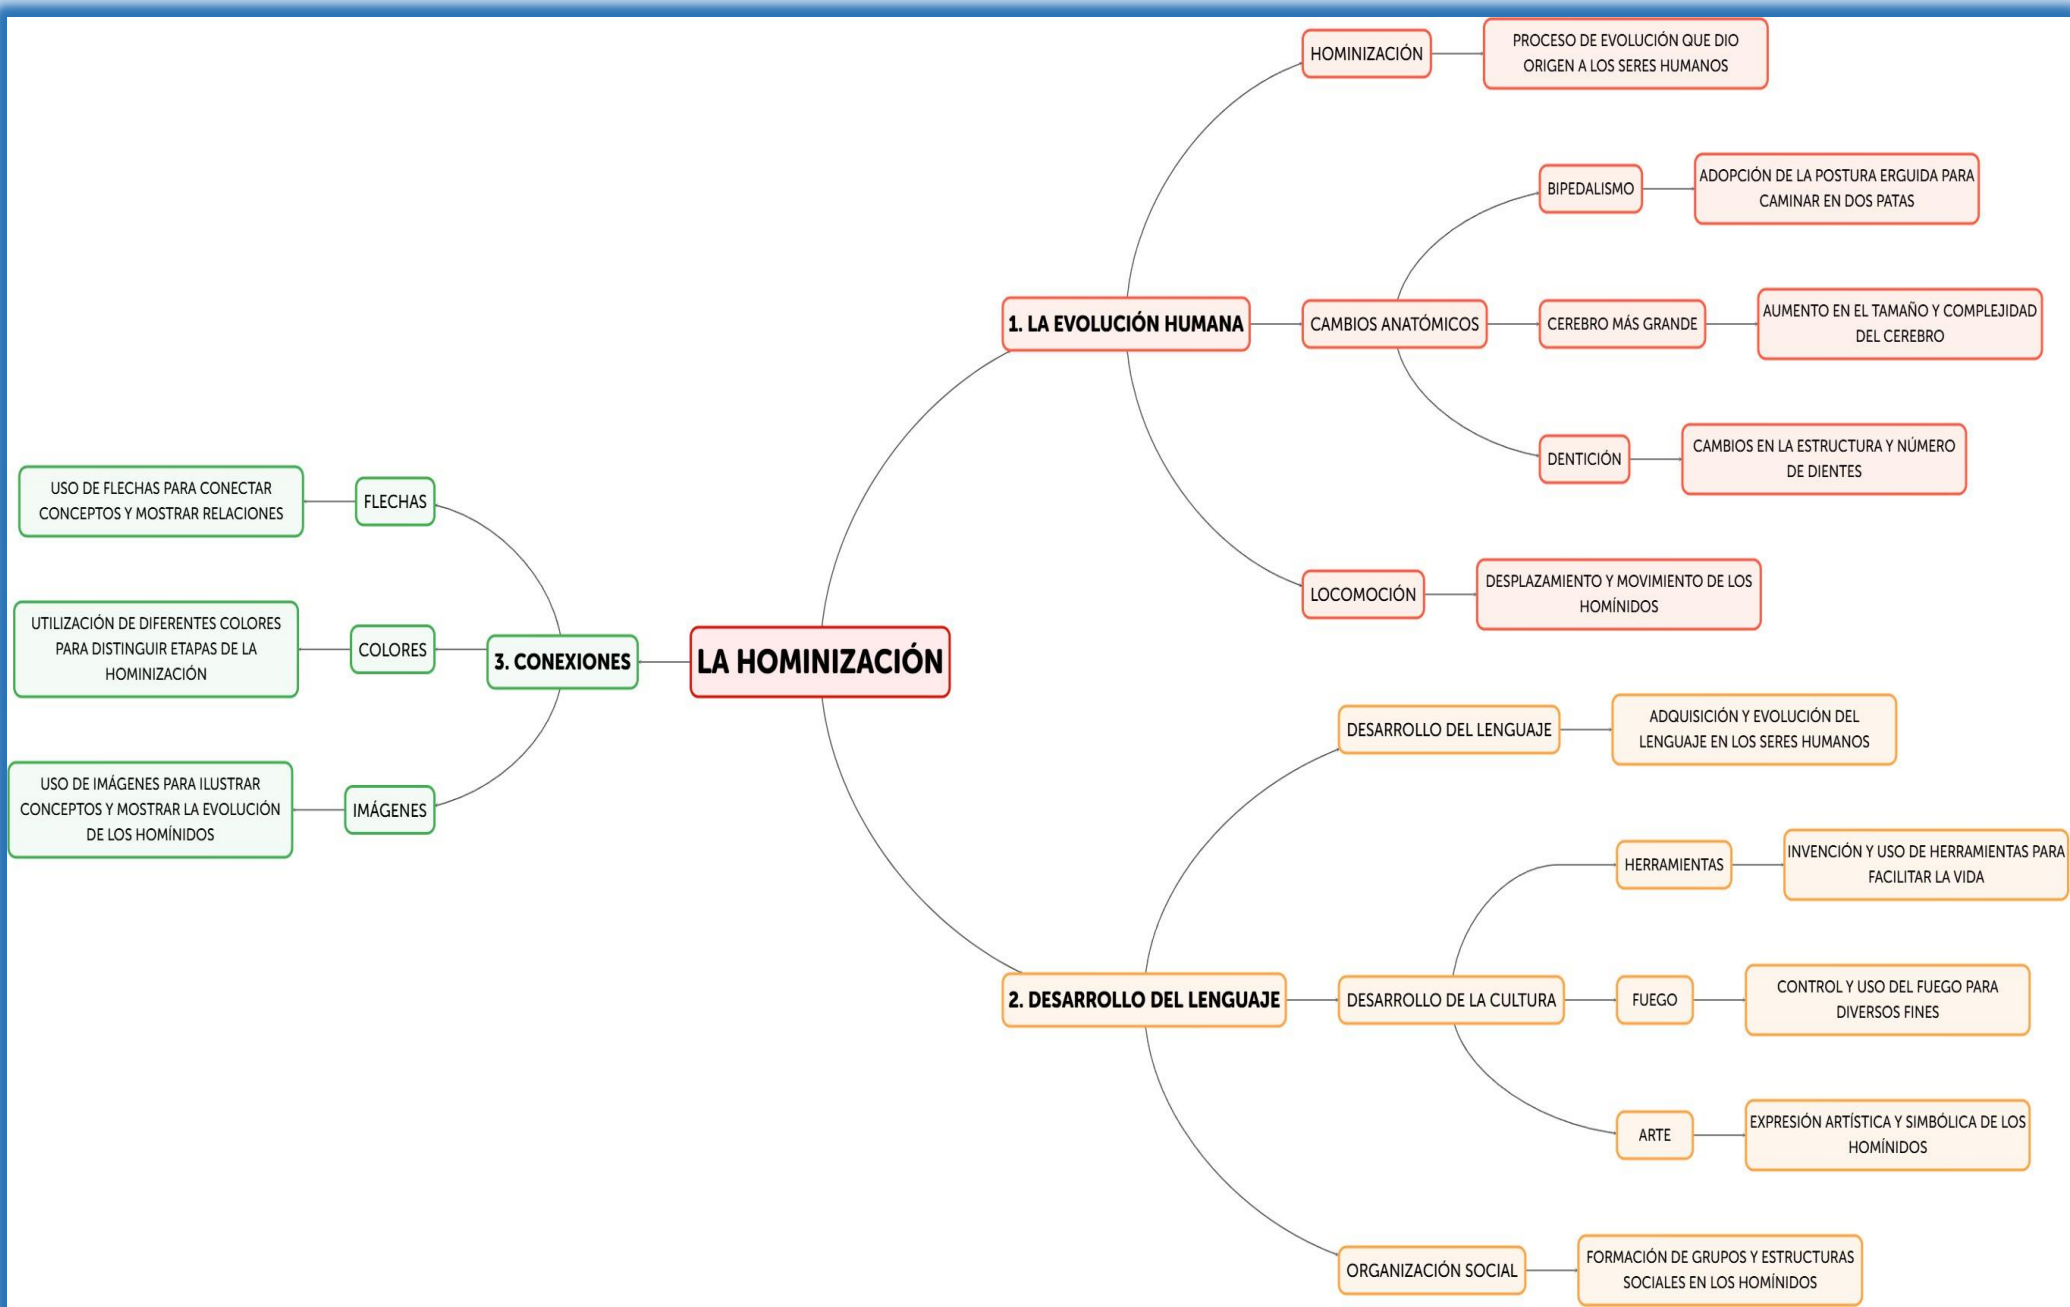 LA HOMINIZACIÓN
1. LA EVOLUCIÓN HUMANA
HOMINIZACIÓN
PROCESO DE EVOLUCIÓN QUE DIO
ORIGEN A LOS SERES HUMANOS
CAMBIOS ANATÓMICOS
BIPEDALISMO
ADOPCIÓN DE LA POSTURA ERGUIDA PARA
CAMINAR EN DOS PATAS
CEREBRO MÁS GRANDE
AUMENTO EN EL TAMAÑO Y COMPLEJIDAD
DEL CEREBRO
DENTICIÓN
CAMBIOS EN LA ESTRUCTURA Y NÚMERO
DE DIENTES
LOCOMOCIÓN
DESPLAZAMIENTO Y MOVIMIENTO DE LOS
HOMÍNIDOS
2. DESARROLLO DEL LENGUAJE
DESARROLLO DEL LENGUAJE
ADQUISICIÓN Y EVOLUCIÓN DEL
LENGUAJE EN LOS SERES HUMANOS
DESARROLLO DE LA CULTURA
HERRAMIENTAS
INVENCIÓN Y USO DE HERRAMIENTAS PARA
FACILITAR LA VIDA
FUEGO
CONTROL Y USO DEL FUEGO PARA
DIVERSOS FINES
ARTE
EXPRESIÓN ARTÍSTICA Y SIMBÓLICA DE LOS
HOMÍNIDOS
ORGANIZACIÓN SOCIAL
FORMACIÓN DE GRUPOS Y ESTRUCTURAS
SOCIALES EN LOS HOMÍNIDOS
3. CONEXIONES
FLECHAS
USO DE FLECHAS PARA CONECTAR
CONCEPTOS Y MOSTRAR RELACIONES
COLORES
UTILIZACIÓN DE DIFERENTES COLORES
PARA DISTINGUIR ETAPAS DE LA
HOMINIZACIÓN
IMÁGENES
USO DE IMÁGENES PARA ILUSTRAR
CONCEPTOS Y MOSTRAR LA EVOLUCIÓN
DE LOS HOMÍNIDOS